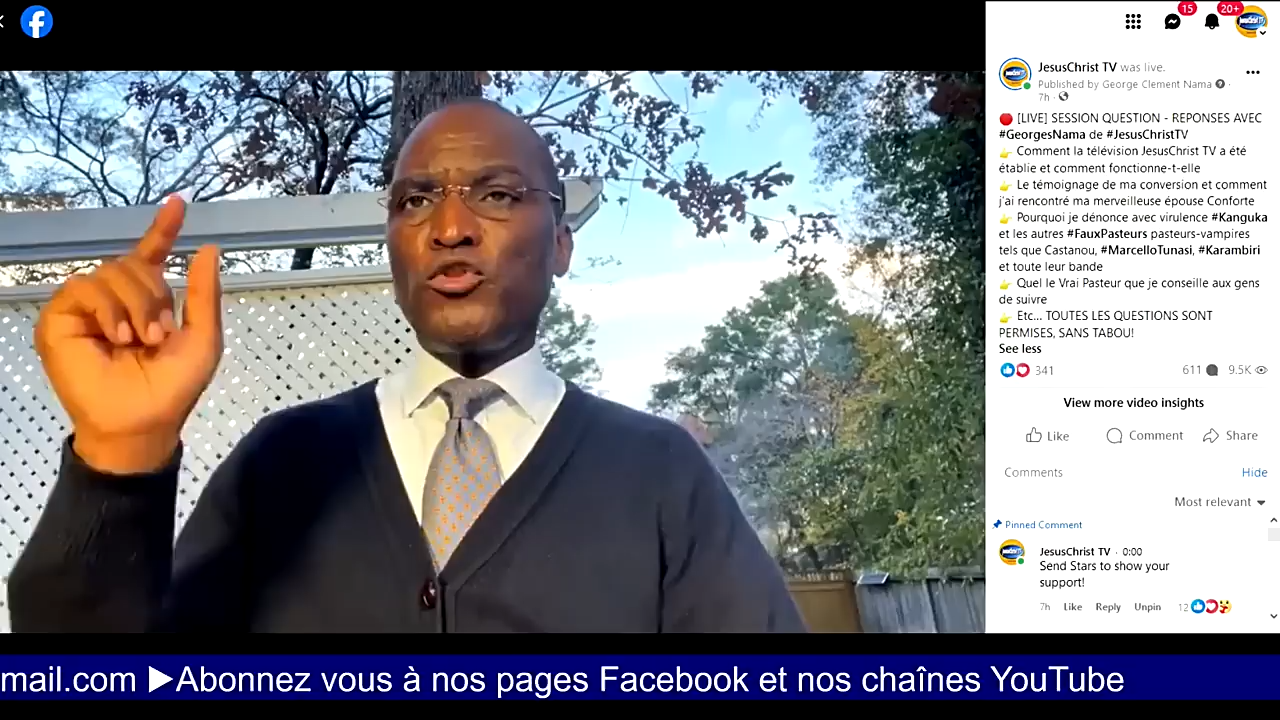 15
20+
JesusChrist TV was live.
Published by George Clement Nama
7h
🔴 [LIVE] SESSION QUESTION - REPONSES AVEC
#GeorgesNama de #JesusChristTV
👉 Comment la télévision JesusChrist TV a été
établie et comment fonctionne-t-elle
👉 Le témoignage de ma conversion et comment
j'ai rencontré ma merveilleuse épouse Conforte
👉 Pourquoi je dénonce avec virulence #Kanguka
et les autres #FauxPasteurs pasteurs-vampires
tels que Castanou, #MarcelloTunasi, #Karambiri
et toute leur bande
👉 Quel le Vrai Pasteur que je conseille aux gens
de suivre
👉 Etc... TOUTES LES QUESTIONS SONT
PERMISES, SANS TABOU!
See less
341 611 9.5K
View more video insights
Like Comment Share
Comments Hide
Most relevant
Pinned Comment
JesusChrist TV · 0:00
Send Stars to show your
support!
7h Like Reply Unpin 12
mail.com ▶Abonnez vous à nos pages Facebook et nos chaînes YouTube